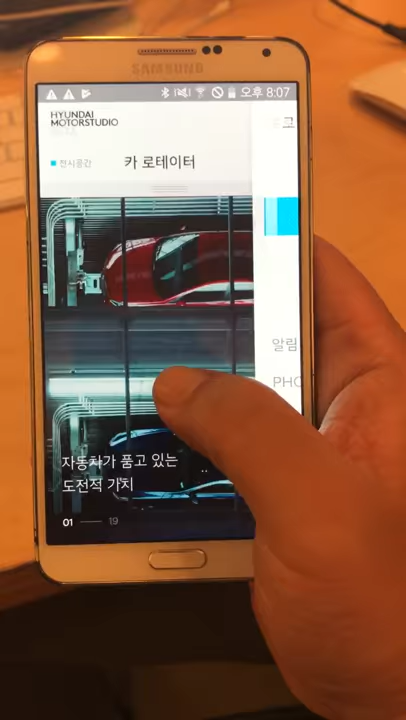 SAMSUNG
오후 8:07
HYUNDAI
MOTORSTUDIO
전시공간
카 로테이터
알림
PHO
자동차가 품고 있는
도전적 가치
01
19